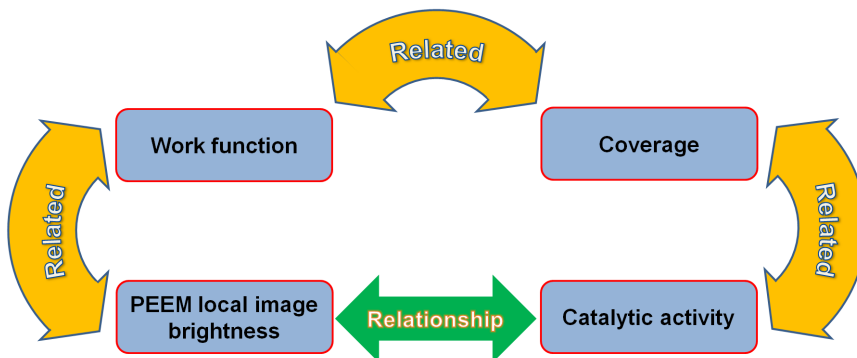 Related
Work function
Coverage
Related
Related
PEEM local image
brightness
Relationship
Catalytic activity